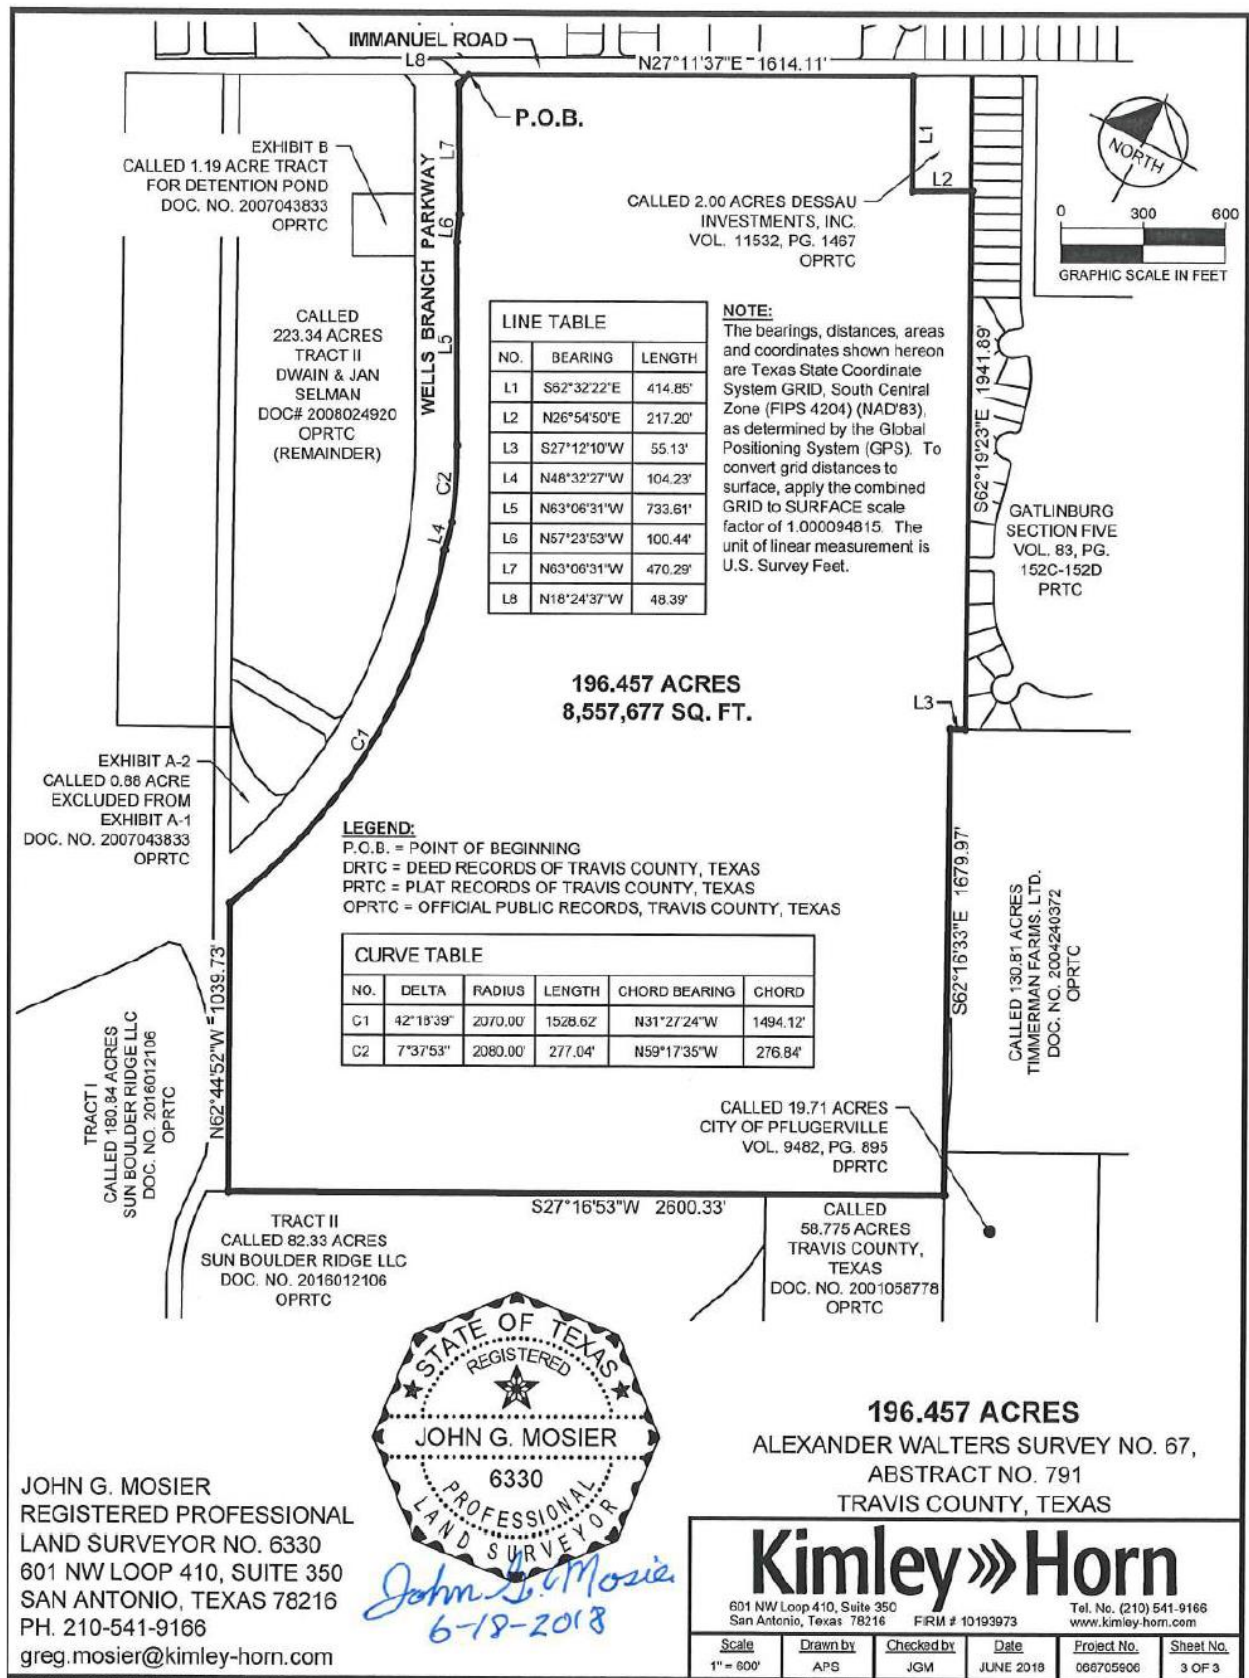 IMMANUEL ROAD
L8
N27°11'37"E 1614.11'
P.O.B.
EXHIBIT B
CALLED 1.19 ACRE TRACT
FOR DETENTION POND
DOC. NO. 2007043833
OPRTC
L7
L6
WELLS BRANCH PARKWAY
L5
C2
L4
L1
L2
CALLED 2.00 ACRES DESSAU
INVESTMENTS, INC.
VOL. 11532, PG. 1467
OPRTC
NORTH
0 300 600
GRAPHIC SCALE IN FEET
CALLED
223.34 ACRES
TRACT II
DWAIN & JAN
SELMAN
DOC# 2008024920
OPRTC
(REMAINDER)
LINE TABLE
NO. BEARING LENGTH
L1 S62°32'22"E 414.85'
L2 N26°54'50"E 217.20'
L3 S27°12'10"W 55.13'
L4 N48°32'27"W 104.23'
L5 N63°06'31"W 733.61'
L6 N57°23'53"W 100.44'
L7 N63°06'31"W 470.29'
L8 N18°24'37"W 48.39'
NOTE:
The bearings, distances, areas
and coordinates shown hereon
are Texas State Coordinate
System GRID, South Central
Zone (FIPS 4204) (NAD'83),
as determined by the Global
Positioning System (GPS). To
convert grid distances to
surface, apply the combined
GRID to SURFACE scale
factor of 1.000094815. The
unit of linear measurement is
U.S. Survey Feet.
S62°19'23"E 1941.89'
GATLINBURG
SECTION FIVE
VOL. 83, PG.
152C-152D
PRTC
196.457 ACRES
8,557,677 SQ. FT.
L3
C1
EXHIBIT A-2
CALLED 0.88 ACRE
EXCLUDED FROM
EXHIBIT A-1
DOC. NO. 2007043833
OPRTC
LEGEND:
P.O.B. = POINT OF BEGINNING
DRTC = DEED RECORDS OF TRAVIS COUNTY, TEXAS
PRTC = PLAT RECORDS OF TRAVIS COUNTY, TEXAS
OPRTC = OFFICIAL PUBLIC RECORDS, TRAVIS COUNTY, TEXAS
CURVE TABLE
NO. DELTA RADIUS LENGTH CHORD BEARING CHORD
C1 42°18'39" 2070.00' 1528.62' N31°27'24"W 1494.12'
C2 7°37'53" 2080.00' 277.04' N59°17'35"W 276.84'
S62°16'33"E 1679.97'
CALLED 130.81 ACRES
TIMMERMAN FARMS, LTD.
DOC. NO. 2004240372
OPRTC
N62°44'52"W 1039.73'
TRACT I
CALLED 180.84 ACRES
SUN BOULDER RIDGE LLC
DOC. NO. 2016012106
OPRTC
CALLED 19.71 ACRES
CITY OF PFLUGERVILLE
VOL. 9482, PG. 895
DPRTC
S27°16'53"W 2600.33'
TRACT II
CALLED 82.33 ACRES
SUN BOULDER RIDGE LLC
DOC. NO. 2016012106
OPRTC
CALLED
58.775 ACRES
TRAVIS COUNTY,
TEXAS
DOC. NO. 2001058778
OPRTC
STATE OF TEXAS
REGISTERED
JOHN G. MOSIER
6330
PROFESSIONAL
LAND SURVEYOR
John G. Mosier
6-18-2018
JOHN G. MOSIER
REGISTERED PROFESSIONAL
LAND SURVEYOR NO. 6330
601 NW LOOP 410, SUITE 350
SAN ANTONIO, TEXAS 78216
PH. 210-541-9166
greg.mosier@kimley-horn.com
196.457 ACRES
ALEXANDER WALTERS SURVEY NO. 67,
ABSTRACT NO. 791
TRAVIS COUNTY, TEXAS
Kimley»Horn
601 NW Loop 410, Suite 350
San Antonio, Texas 78216 FIRM # 10193973
Tel. No. (210) 541-9166
www.kimley-horn.com
Scale Drawn by Checked by Date Project No. Sheet No.
1" = 600' APS JGM JUNE 2018 068705906 3 OF 3